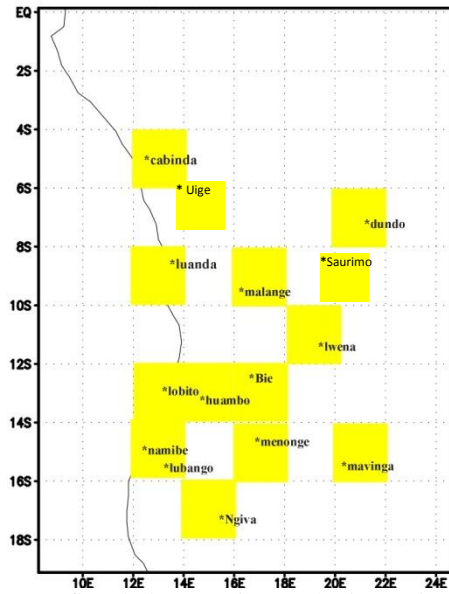 EQ
2S
4S
*cabinda
6S
* Uige
*dundo
8S
*luanda
*Saurimo
*malange
10S
*lwena
12S
*Bie
*lobito
*huambo
14S
*menonge
*namibe
*lubango
*mavinga
16S
*Ngiva
18S
10E 12E 14E 16E 18E 20E 22E 24E